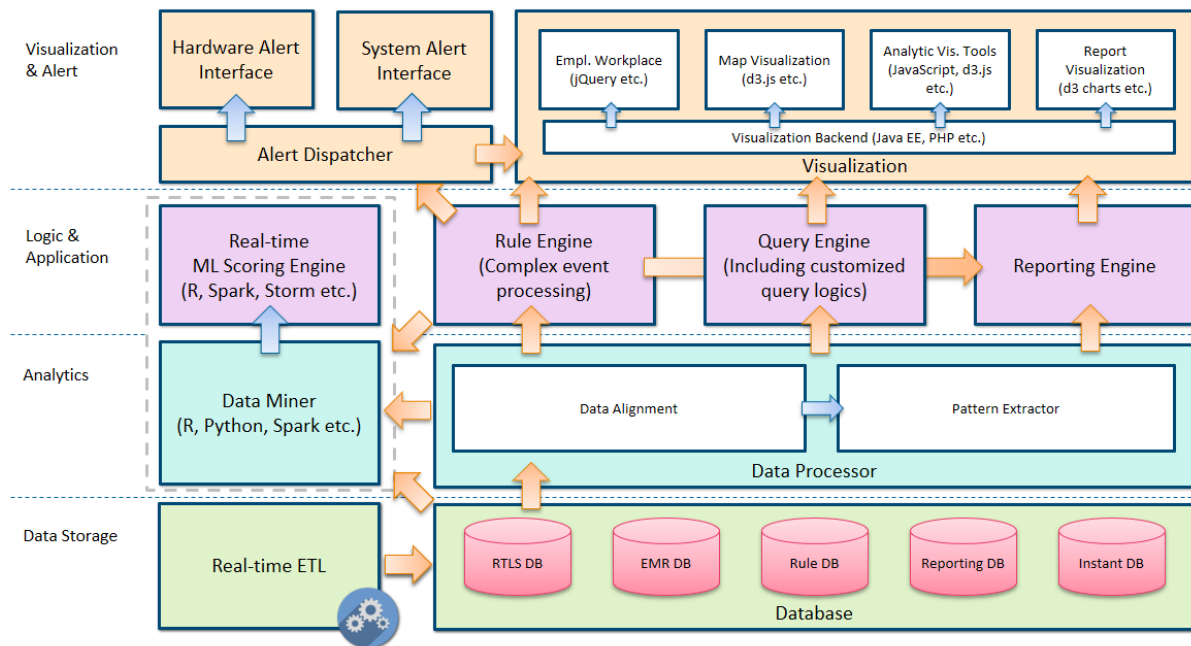 Visualization
& Alert
Hardware Alert
Interface
System Alert
Interface
Empl. Workplace
(jQuery etc.)
Map Visualization
(d3.js etc.)
Analytic Vis. Tools
(JavaScript, d3.js
etc.)
Report
Visualization
(d3 charts etc.)
Visualization Backend (Java EE, PHP etc.)
Alert Dispatcher
Visualization
Logic &
Application
Real-time
ML Scoring Engine
(R, Spark, Storm etc.)
Rule Engine
(Complex event
processing)
Query Engine
(Including customized
query logics)
Reporting Engine
Analytics
Data Miner
(R, Python, Spark etc.)
Data Alignment
Pattern Extractor
Data Processor
Data Storage
Real-time ETL
RTLS DB
EMR DB
Rule DB
Reporting DB
Instant DB
Database